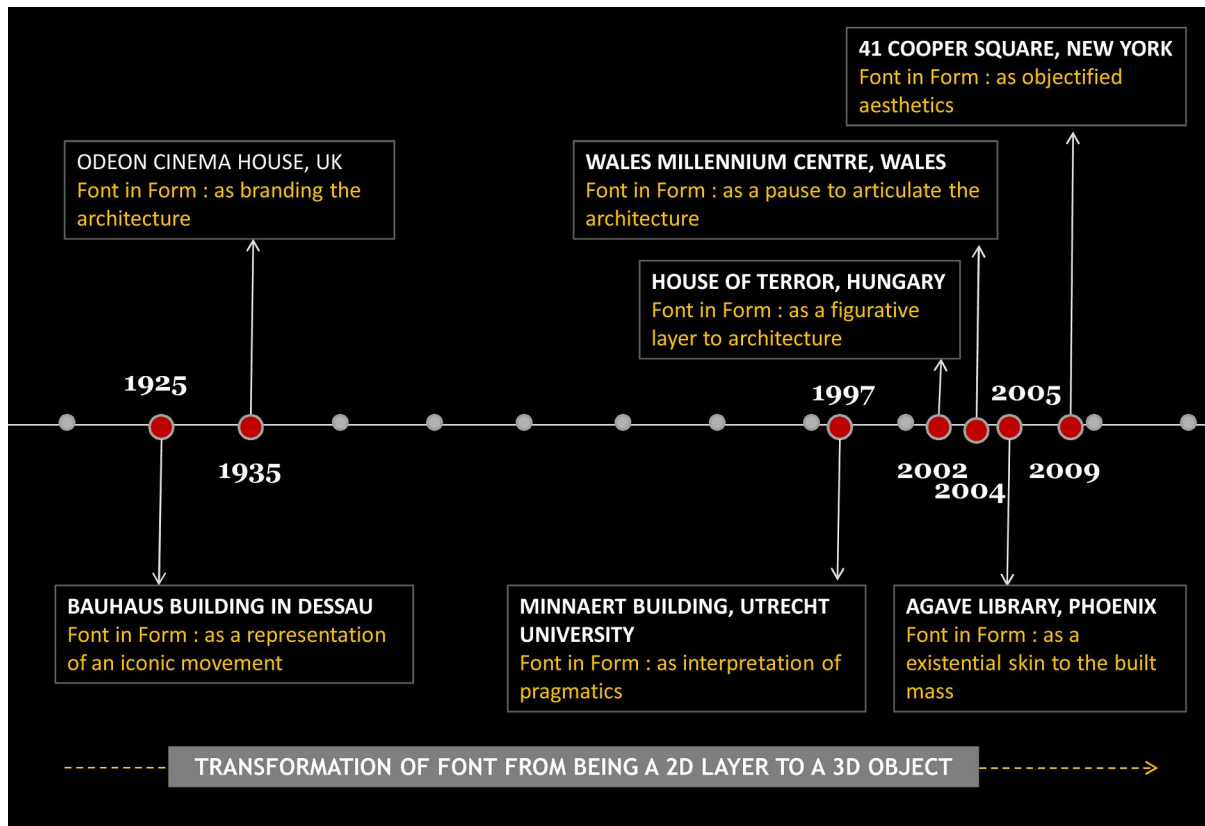 41 COOPER SQUARE, NEW YORK
Font in Form : as objectified
aesthetics
ODEON CINEMA HOUSE, UK
Font in Form : as branding the
architecture
WALES MILLENNIUM CENTRE, WALES
Font in Form : as a pause to articulate the
architecture
HOUSE OF TERROR, HUNGARY
Font in Form : as a figurative
layer to architecture
1925
1997
2005
1935
2002
2004
2009
BAUHAUS BUILDING IN DESSAU
Font in Form : as a representation
of an iconic movement
MINNAERT BUILDING, UTRECHT
UNIVERSITY
Font in Form : as interpretation of
pragmatics
AGAVE LIBRARY, PHOENIX
Font in Form : as a
existential skin to the built
mass
TRANSFORMATION OF FONT FROM BEING A 2D LAYER TO A 3D OBJECT